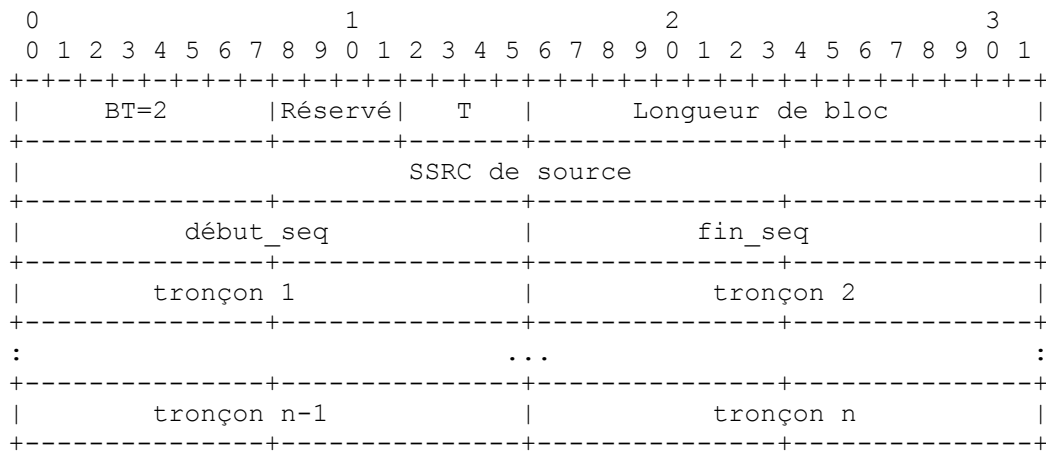 0                   1                   2                   3
 0 1 2 3 4 5 6 7 8 9 0 1 2 3 4 5 6 7 8 9 0 1 2 3 4 5 6 7 8 9 0 1
+-+-+-+-+-+-+-+-+-+-+-+-+-+-+-+-+-+-+-+-+-+-+-+-+-+-+-+-+-+-+-+-+
|     BT=2      |Réservé|   T   |      Longueur de bloc         |
+---------------+-------+-------+---------------+---------------+
|                        SSRC de source                         |
+---------------+---------------+---------------+---------------+
|          début_seq            |          fin_seq              |
+---------------+---------------+---------------+---------------+
|        tronçon 1              |           tronçon 2           |
+---------------+---------------+---------------+---------------+
:                              ...                              :
+---------------+---------------+---------------+---------------+
|        tronçon n-1            |           tronçon n           |
+---------------+---------------+---------------+---------------+